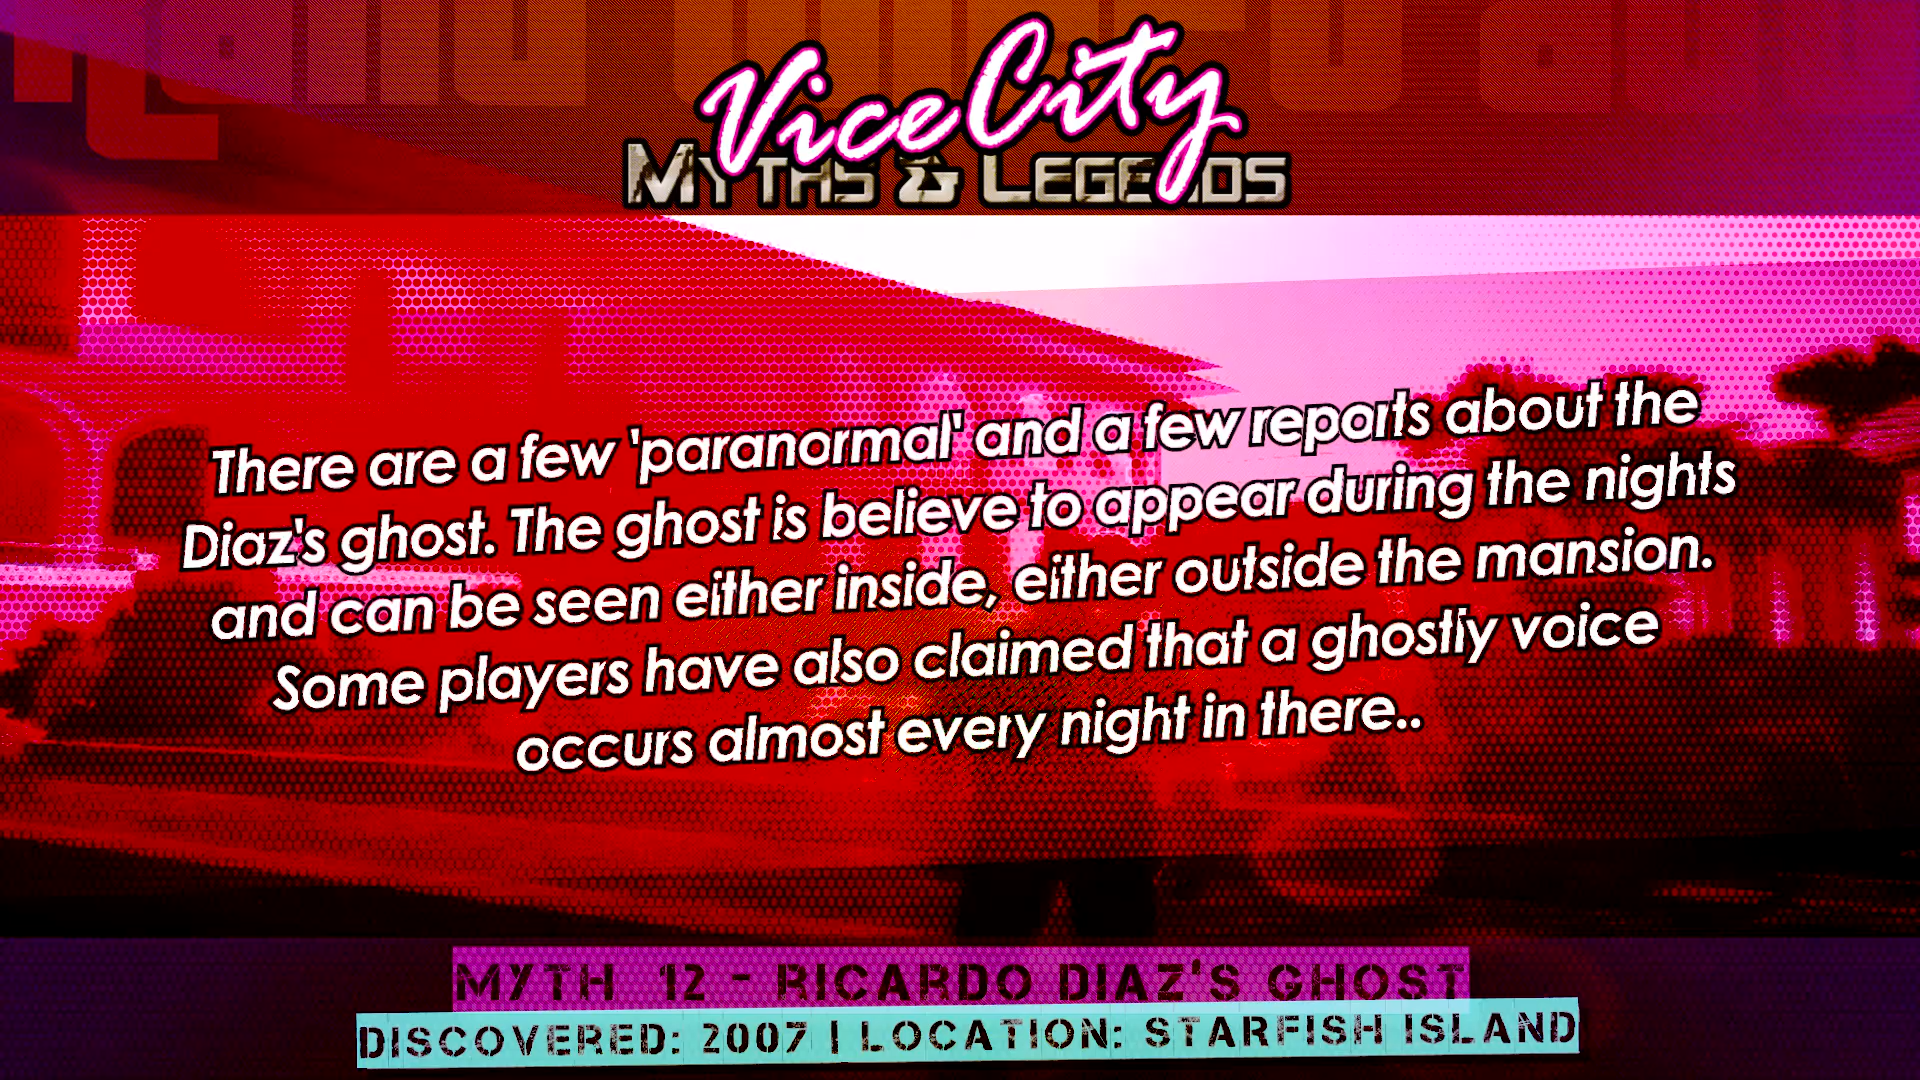 Vice City
Myths & Legends
There are a few 'paranormal' and a few reports about the
Diaz's ghost. The ghost is believe to appear during the nights
and can be seen either inside, either outside the mansion.
Some players have also claimed that a ghostly voice
occurs almost every night in there..
MYTH 12 - RICARDO DIAZ'S GHOST
DISCOVERED: 2007 | LOCATION: STARFISH ISLAND